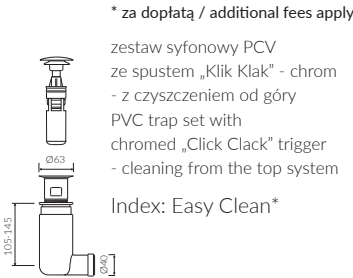 * za dopłatą / additional fees apply
zestaw syfonowy PCV
ze spustem „Klik Klak” - chrom
- z czyszczeniem od góry
PVC trap set with
chromed „Click Clack” trigger
- cleaning from the top system
Ø63
Index: Easy Clean*
105-145
Ø40